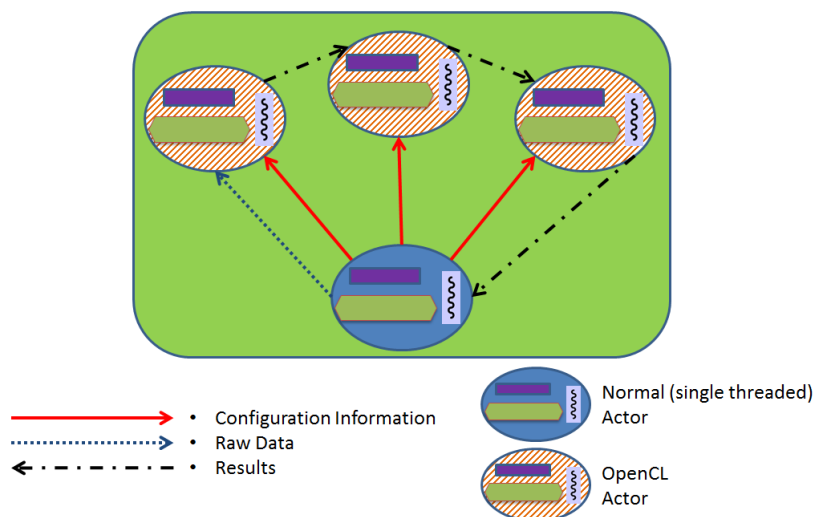 • Configuration Information
• Raw Data
• Results
Normal (single threaded)
Actor
OpenCL
Actor